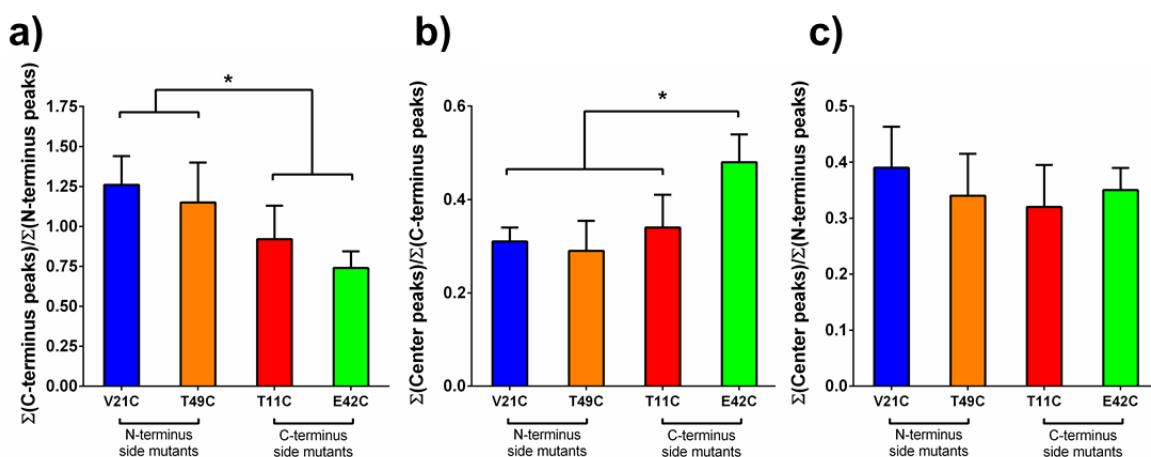 a)
Σ(C-terminus peaks)/Σ(N-terminus peaks)
1.75
1.50
1.25
1.00
0.75
0.50
0.25
0.00
*
V21C T49C T11C E42C
N-terminus C-terminus
side mutants side mutants
b)
Σ(Center peaks)/Σ(C-terminus peaks)
0.6
0.4
0.2
0.0
*
V21C T49C T11C E42C
N-terminus C-terminus
side mutants side mutants
c)
Σ(Center peaks)/Σ(N-terminus peaks)
0.5
0.4
0.3
0.2
0.1
0.0
V21C T49C T11C E42C
N-terminus C-terminus
side mutants side mutants